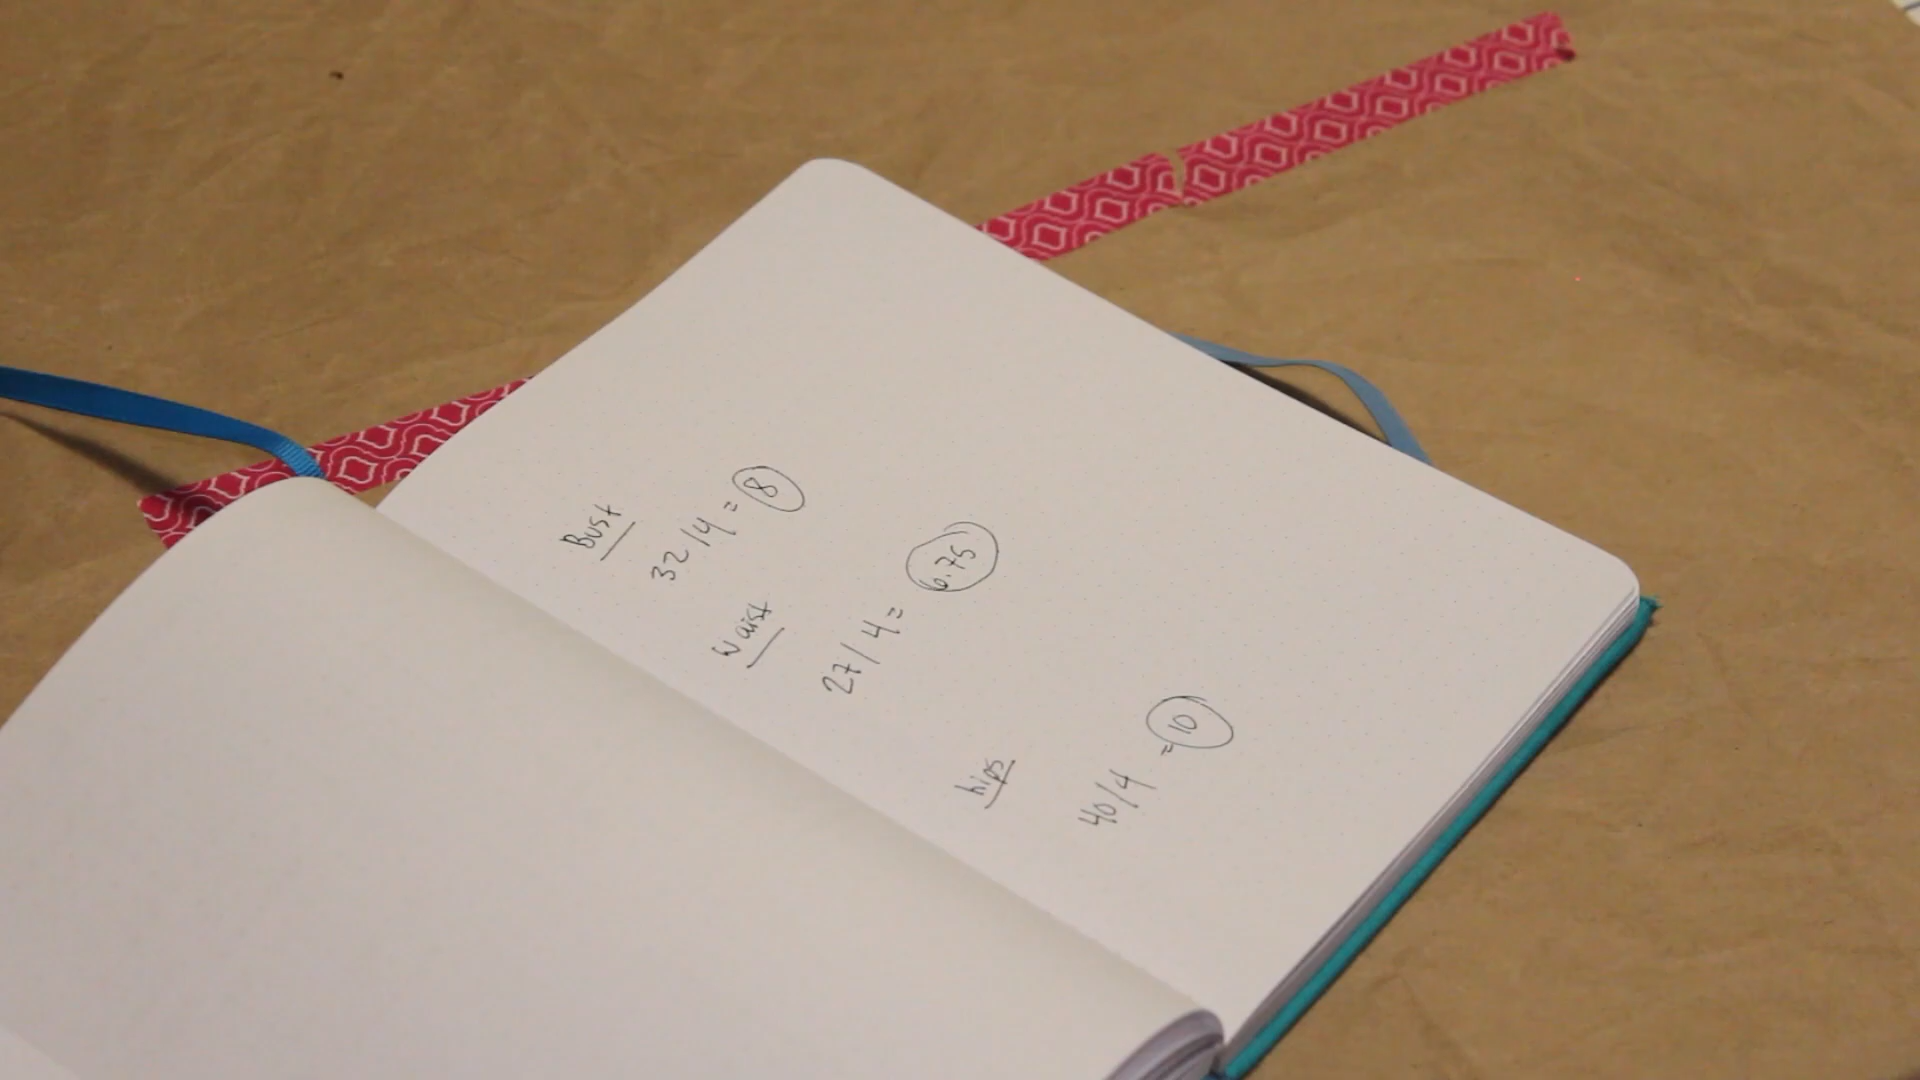 Bust
32/4 = 8
Waist
27/4 = 6.75
hips
40/4 = 10